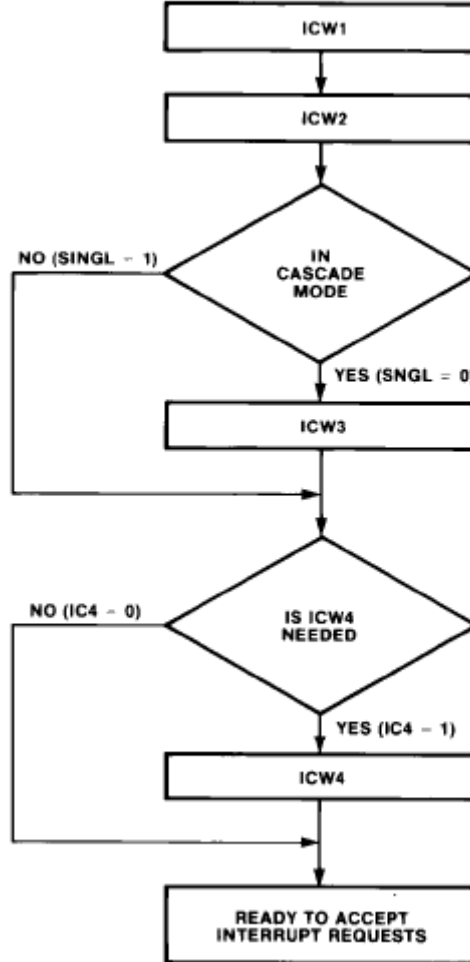 ICW1
ICW2
IN
CASCADE
MODE
NO (SINGL - 1)
YES (SNGL = 0)
ICW3
IS ICW4
NEEDED
NO (IC4 - 0)
YES (IC4 - 1)
ICW4
READY TO ACCEPT
INTERRUPT REQUESTS